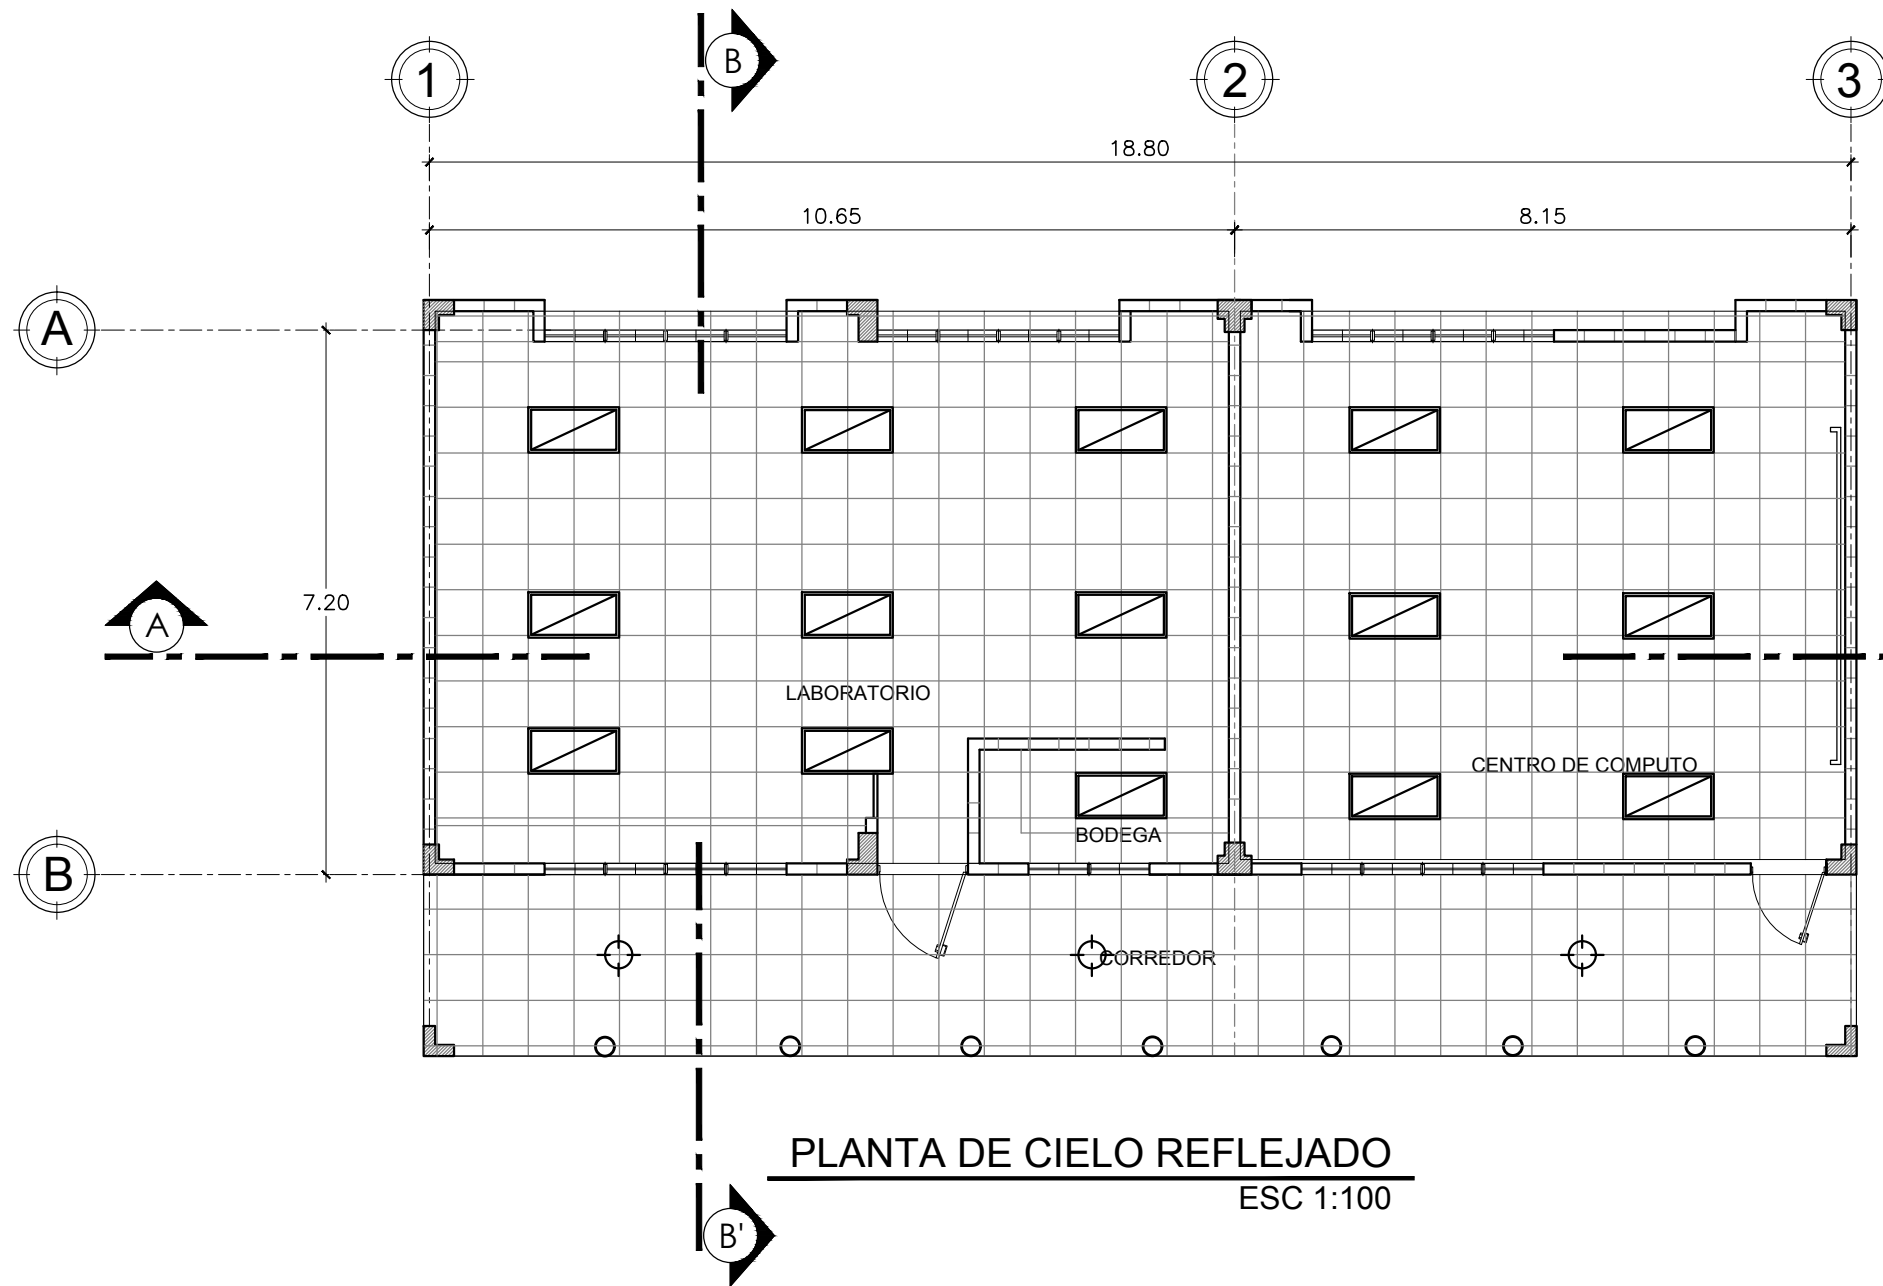 B
1
2
3
18.80
10.65
8.15
A
7.20
A
LABORATORIO
CENTRO DE COMPUTO
BODEGA
B
CORREDOR
PLANTA DE CIELO REFLEJADO
ESC 1:100
B'